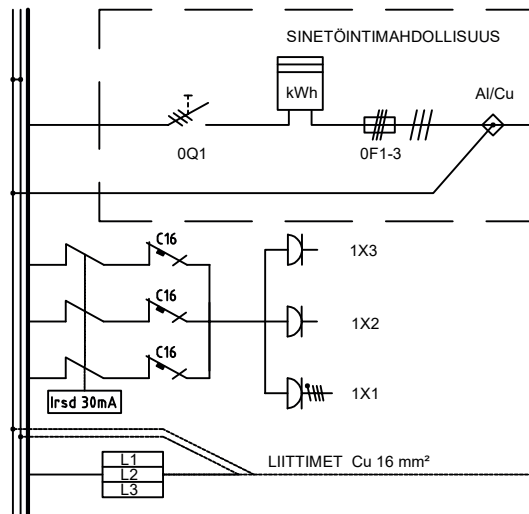 SINETÖINTIMAHDOLLISUUS
kWh
Al/Cu
0Q1
0F1-3
C16
1X3
C16
1X2
C16
1X1
Irsd 30mA
L1
L2
L3
LIITTIMET Cu 16 mm²